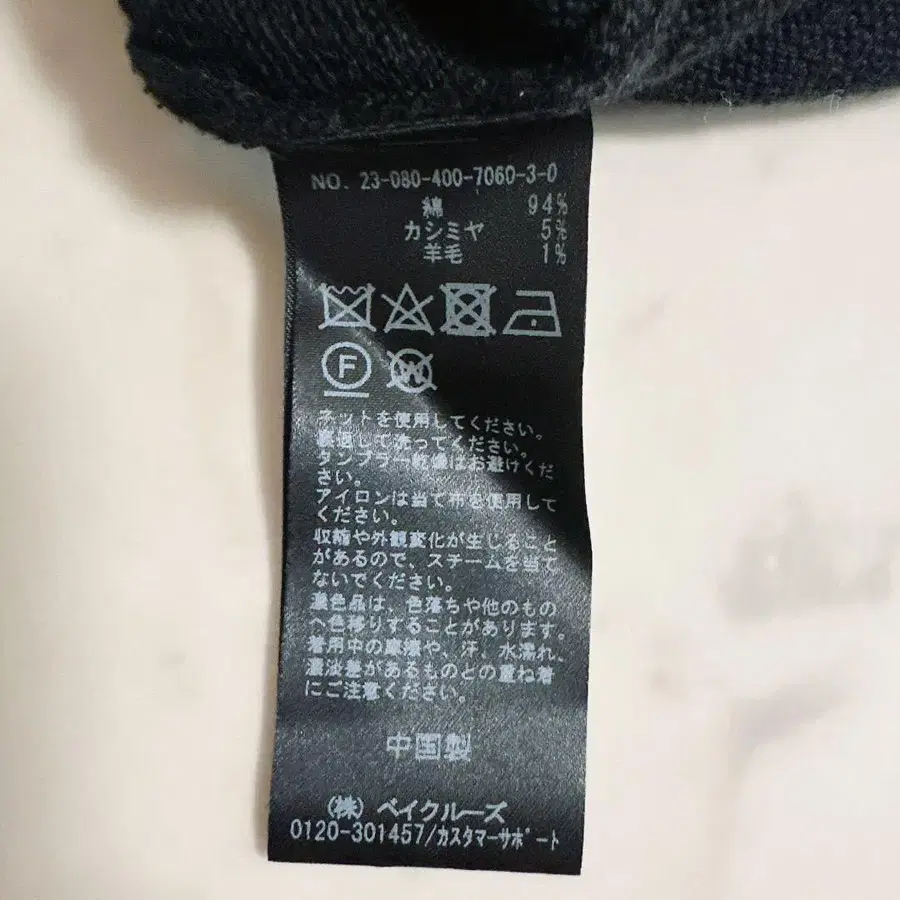 NO. 23-080-400-7060-3-0
綿 94%
カシミヤ 5%
羊毛 1%
F W
ネットを使用してください。
裏返して洗ってください。
タンブラー乾燥はお避けくだ
さい。
アイロンは当て布を使用して
ください。
収縮や外観変化が生じること
があるので、スチームを当て
ないでください。
濃色品は、色落ちや他のもの
へ色移りすることがあります。
着用中の摩擦や、汗、水濡れ、
濃淡差があるものとの重ね着
にご注意ください。
中国製
(株) ベイクルーズ
0120-301457/カスタマーサポート